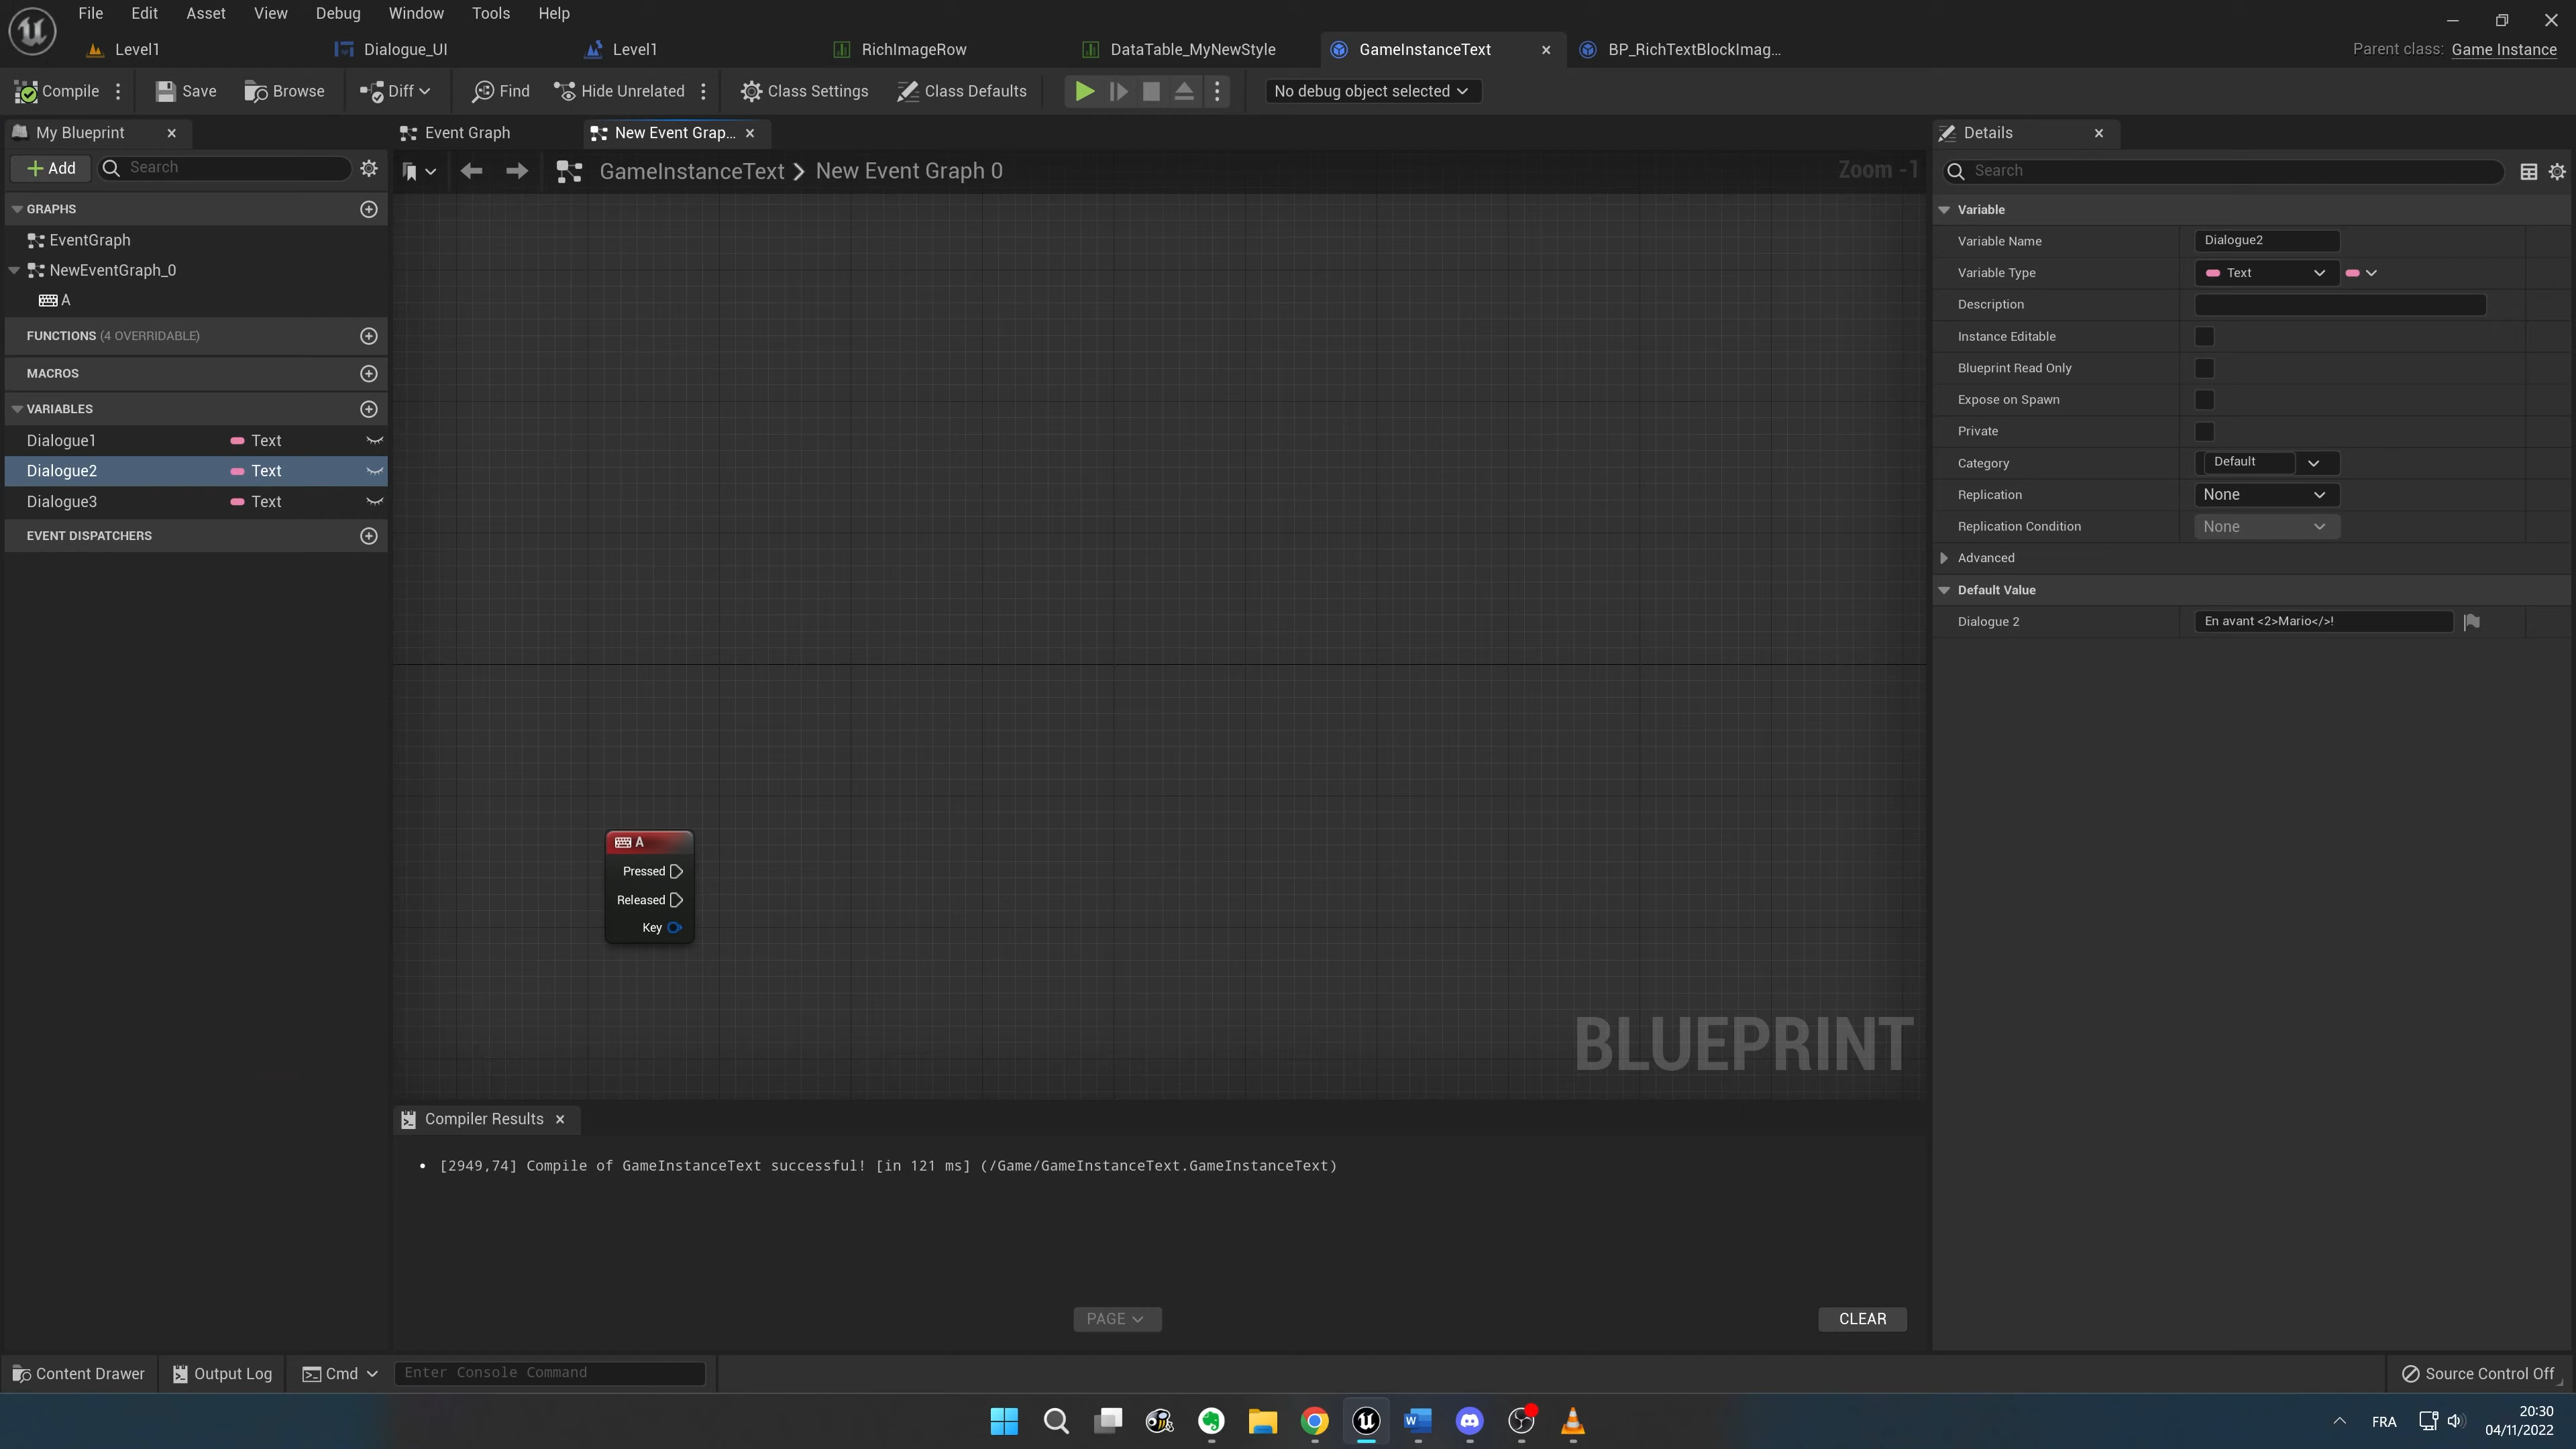 File Edit Asset View Debug Window Tools Help
Level1 Dialogue_UI Level1 RichImageRow DataTable_MyNewStyle GameInstanceText BP_RichTextBlockImag... Parent class: Game Instance
Compile Save Browse Diff Find Hide Unrelated Class Settings Class Defaults No debug object selected
My Blueprint Event Graph New Event Grap... Details
Add Search GameInstanceText > New Event Graph 0 Zoom -1 Search
GRAPHS Variable
EventGraph Variable Name Dialogue2
NewEventGraph_0 Variable Type Text
A Description
FUNCTIONS (4 OVERRIDABLE) Instance Editable
MACROS Blueprint Read Only
Expose on Spawn
VARIABLES Private
Dialogue1 Text Category Default
Dialogue2 Text Replication None
Dialogue3 Text Replication Condition None
EVENT DISPATCHERS Advanced
Default Value
Dialogue 2 En avant <2>Mario</>!
A
Pressed
Released
Key
BLUEPRINT
Compiler Results
• [2949,74] Compile of GameInstanceText successful! [in 121 ms] (/Game/GameInstanceText.GameInstanceText)
PAGE CLEAR
Content Drawer Output Log Cmd Enter Console Command Source Control Off
FRA 20:30
04/11/2022